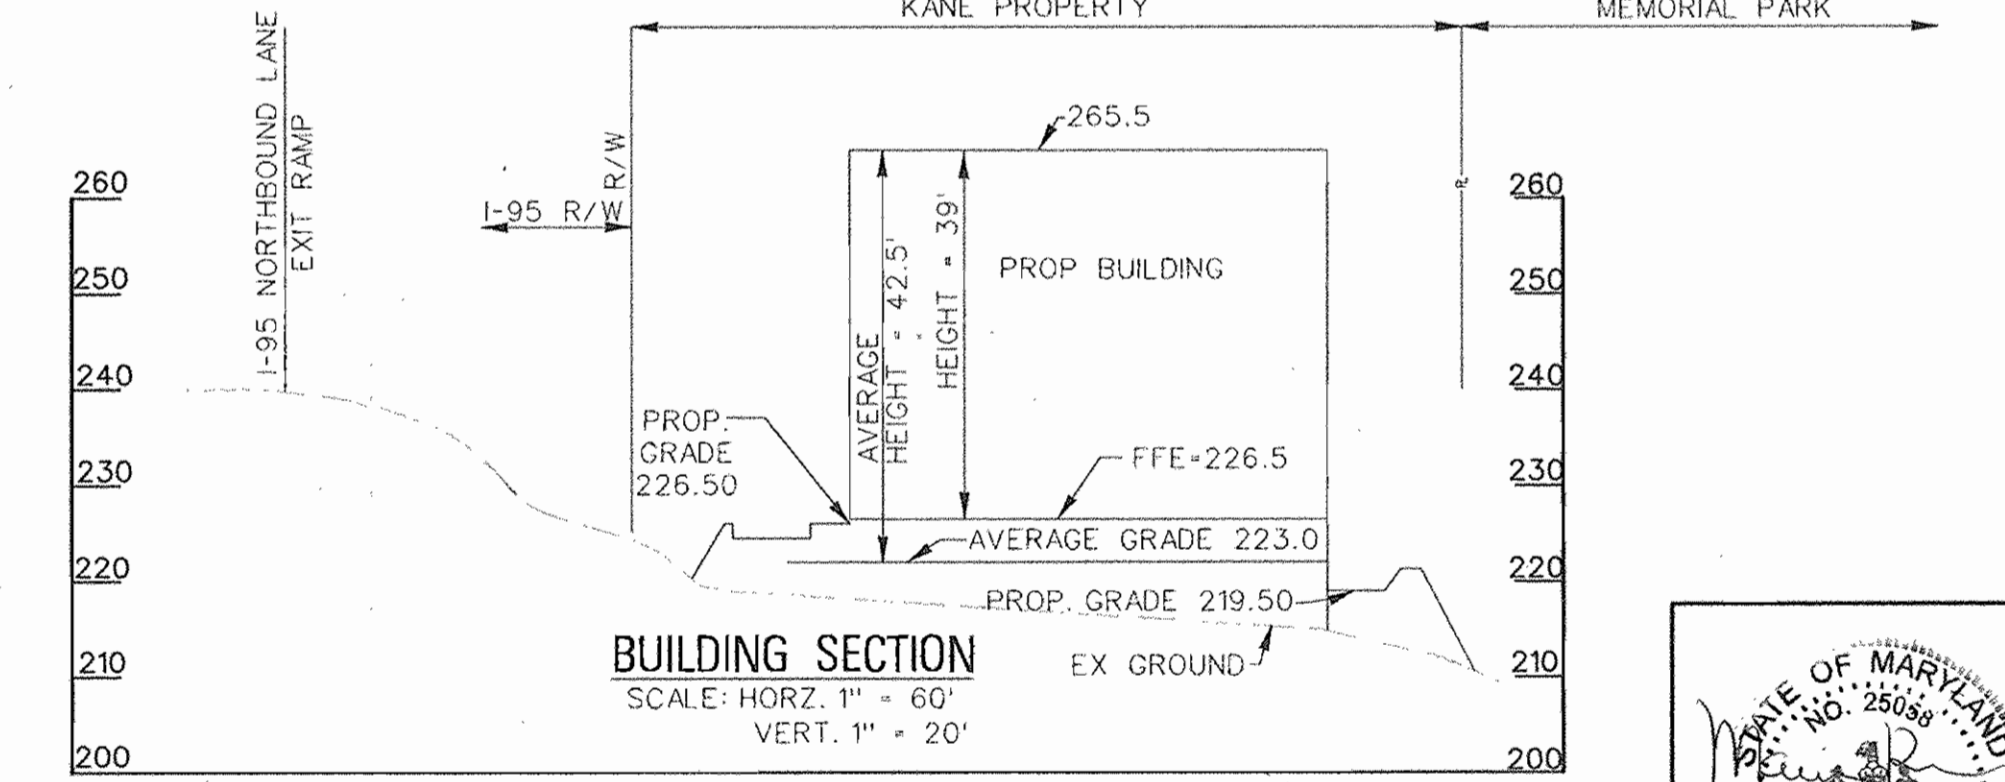 KANE PROPERTY
MEMORIAL PARK
I-95 NORTHBOUND LANE
EXIT RAMP
R/W
I-95 R/W
265.5
260
250
240
230
220
210
200
AVERAGE
HEIGHT = 42.5'
HEIGHT = 39'
PROP BUILDING
PROP.
GRADE
226.50
FFE=226.5
AVERAGE GRADE 223.0
PROP. GRADE 219.50
EX GROUND
260
250
240
230
220
210
200
BUILDING SECTION
SCALE: HORZ. 1" = 60'
VERT. 1" = 20'
STATE OF MARYLAND
NO. 25038